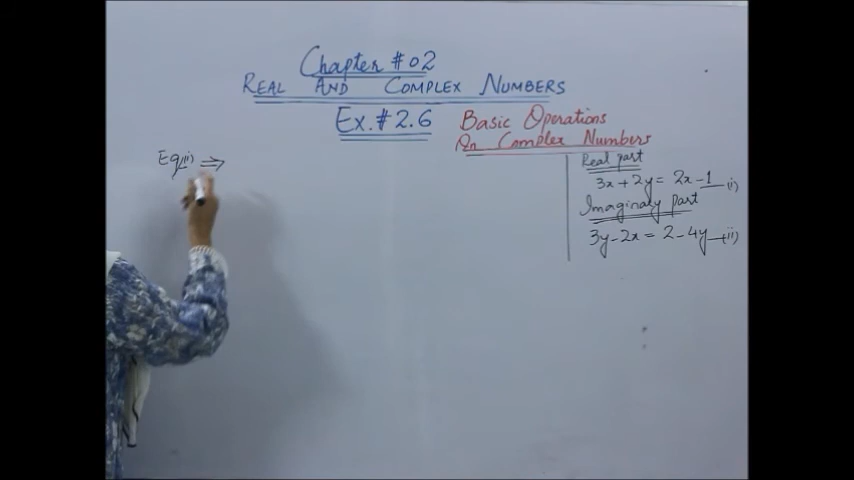 Chapter # 02
REAL AND COMPLEX NUMBERS
Ex. # 2.6 Basic Operations
On Complex Numbers
Eq(i) ⇒
Real part
3x + 2y = 2x - 1 —(i)
Imaginary part
3y - 2x = 2 - 4y —(ii)